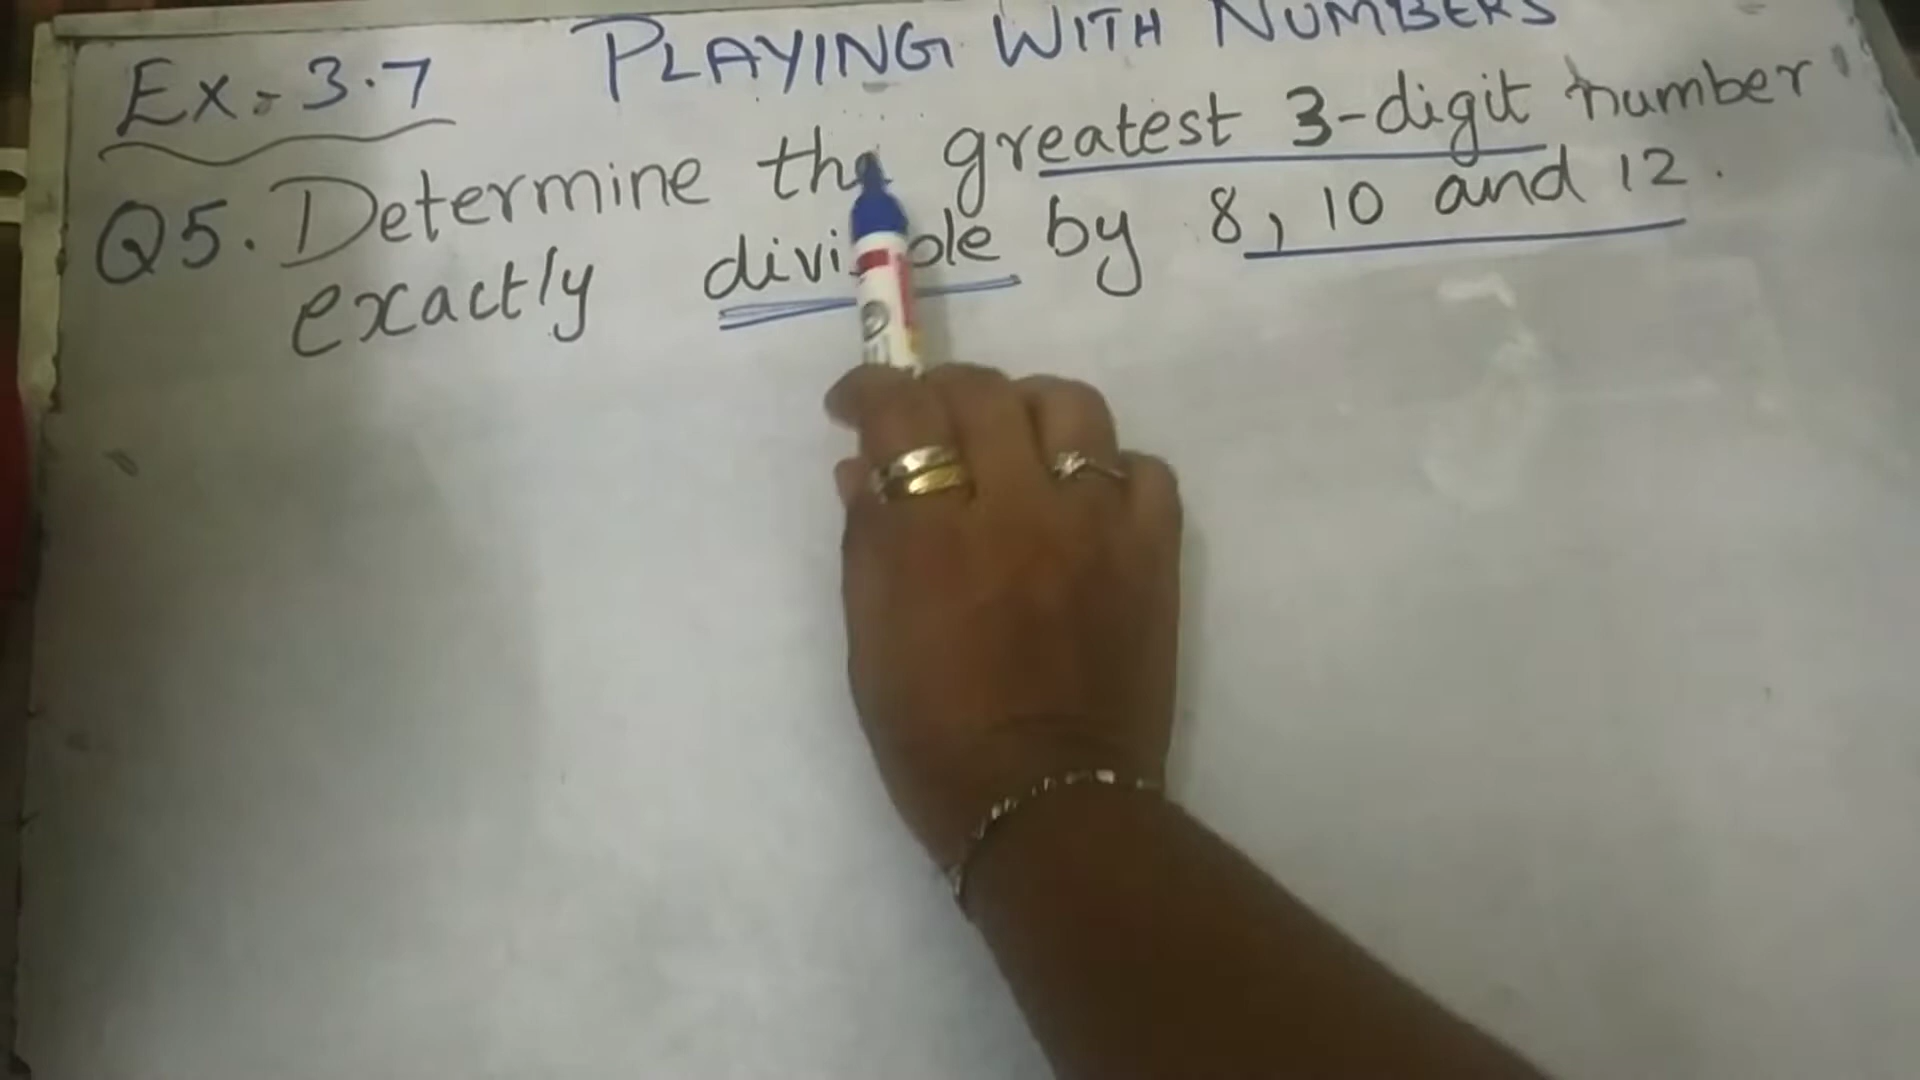 Ex. 3.7 PLAYING WITH NUMBERS
Q5. Determine the greatest 3-digit number
exactly divisible by 8, 10 and 12.